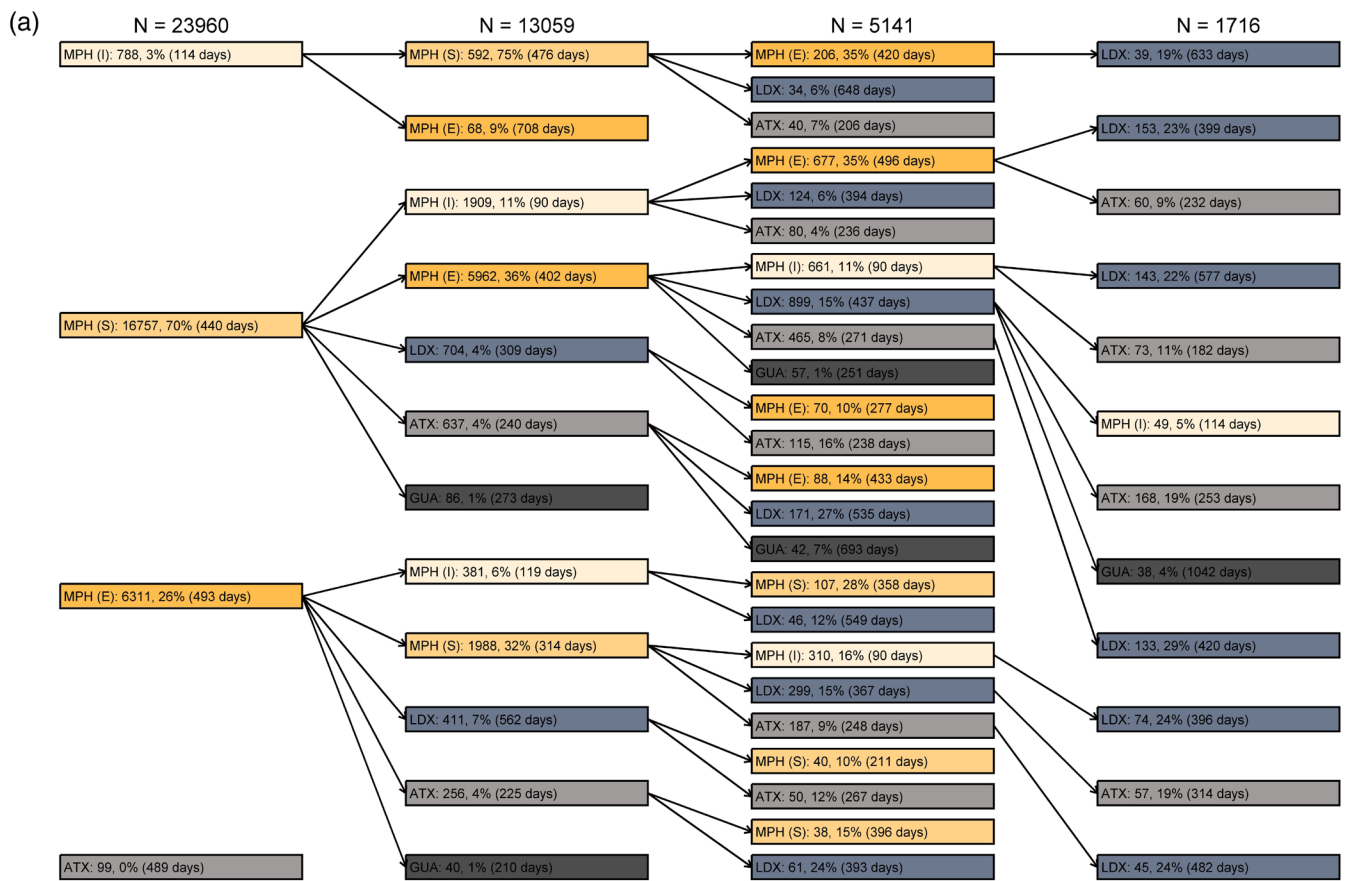 (a)
N = 23960
N = 13059
N = 5141
N = 1716
MPH (I): 788, 3% (114 days)
MPH (S): 16757, 70% (440 days)
MPH (E): 6311, 26% (493 days)
ATX: 99, 0% (489 days)
MPH (S): 592, 75% (476 days)
MPH (E): 68, 9% (708 days)
MPH (I): 1909, 11% (90 days)
MPH (E): 5962, 36% (402 days)
LDX: 704, 4% (309 days)
ATX: 637, 4% (240 days)
GUA: 86, 1% (273 days)
MPH (I): 381, 6% (119 days)
MPH (S): 1988, 32% (314 days)
LDX: 411, 7% (562 days)
ATX: 256, 4% (225 days)
GUA: 40, 1% (210 days)
MPH (E): 206, 35% (420 days)
LDX: 34, 6% (648 days)
ATX: 40, 7% (206 days)
MPH (E): 677, 35% (496 days)
LDX: 124, 6% (394 days)
ATX: 80, 4% (236 days)
MPH (I): 661, 11% (90 days)
LDX: 899, 15% (437 days)
ATX: 465, 8% (271 days)
GUA: 57, 1% (251 days)
MPH (E): 70, 10% (277 days)
ATX: 115, 16% (238 days)
MPH (E): 88, 14% (433 days)
LDX: 171, 27% (535 days)
GUA: 42, 7% (693 days)
MPH (S): 107, 28% (358 days)
LDX: 46, 12% (549 days)
MPH (I): 310, 16% (90 days)
LDX: 299, 15% (367 days)
ATX: 187, 9% (248 days)
MPH (S): 40, 10% (211 days)
ATX: 50, 12% (267 days)
MPH (S): 38, 15% (396 days)
LDX: 61, 24% (393 days)
LDX: 39, 19% (633 days)
LDX: 153, 23% (399 days)
ATX: 60, 9% (232 days)
LDX: 143, 22% (577 days)
ATX: 73, 11% (182 days)
MPH (I): 49, 5% (114 days)
ATX: 168, 19% (253 days)
GUA: 38, 4% (1042 days)
LDX: 133, 29% (420 days)
LDX: 74, 24% (396 days)
ATX: 57, 19% (314 days)
LDX: 45, 24% (482 days)